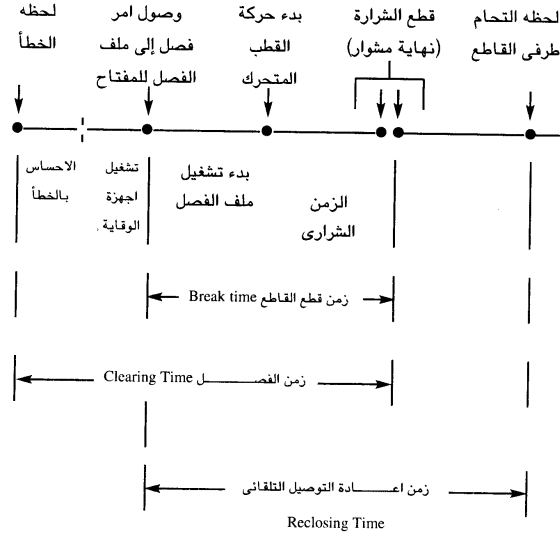 لحظه
الخطأ
وصول امر
فصل إلى ملف
الفصل للمفتاح
بدء حركة
القطب
المتحرك
قطع الشرارة
(نهاية مشوار)
لحظه التحام
طرفى القاطع
الاحساس
بالخطأ
تشغيل
اجهزة
الوقاية
بدء تشغيل
ملف الفصل
الزمن
الشرارى
زمن قطع القاطع Break time
زمن الفصــــــل Clearing Time
زمن اعــــــادة التوصيل التلقائى
Reclosing Time